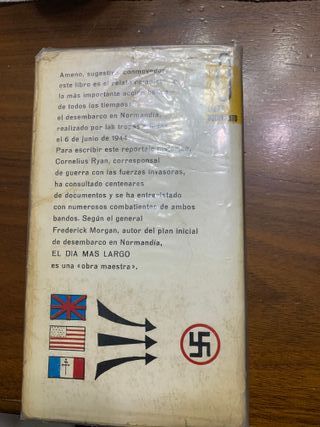 Ameno, sugestivo, conmovedor,
este libro es el relato de
la más importante acción
de todos los tiempos:
el desembarco en Normandía,
realizado por las tropas
el 6 de junio de 1944.
Para escribir este reportaje
Cornelius Ryan, corresponsal
de guerra con las fuerzas invasoras,
ha consultado centenares
de documentos y se ha entrevistado
con numerosos combatientes de ambos
bandos. Según el general
Frederick Morgan, autor del plan inicial
de desembarco en Normandía,
EL DIA MAS LARGO
es una «obra maestra».